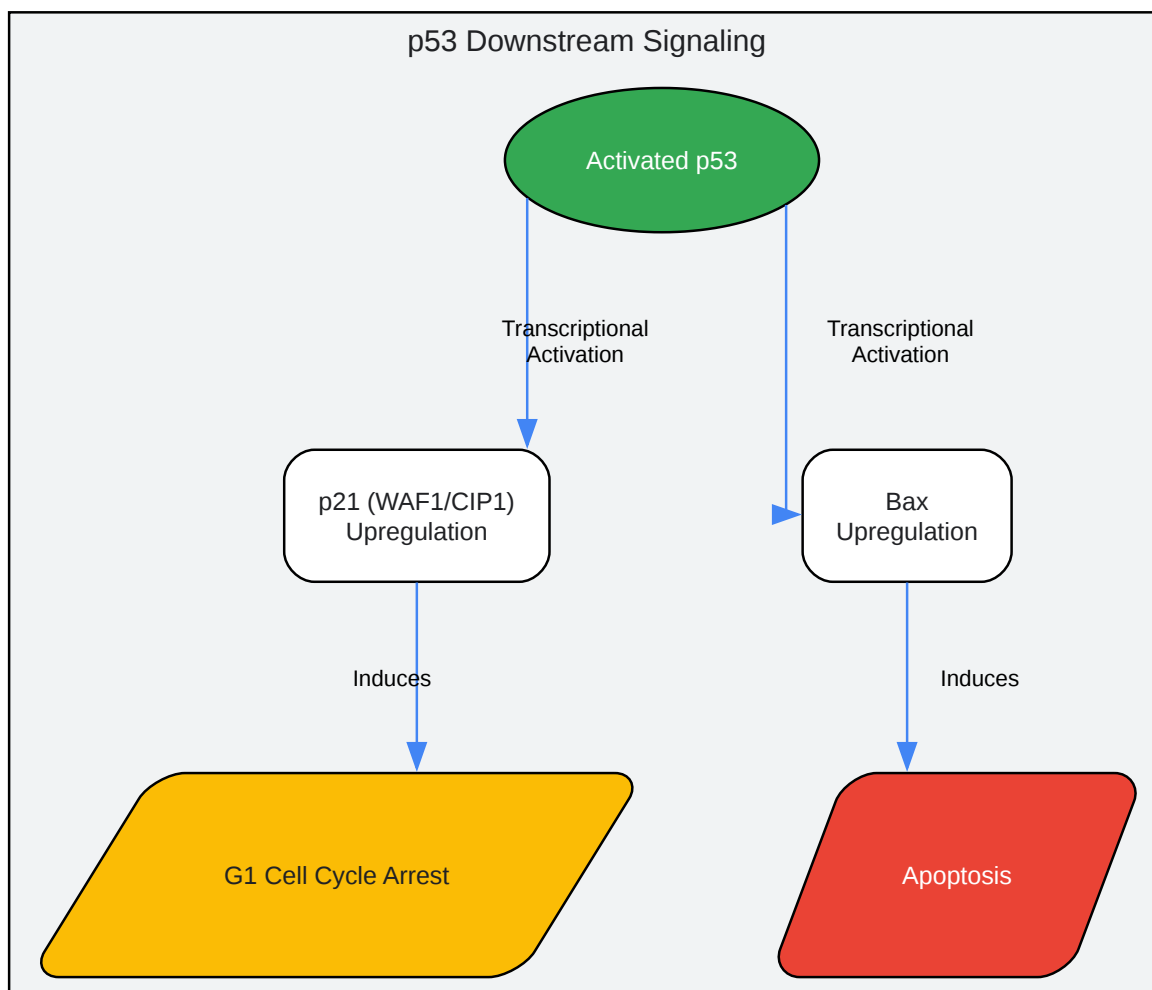 p53 Downstream Signaling
Activated p53
Transcriptional
Activation
Transcriptional
Activation
p21 (WAF1/CIP1)
Upregulation
Bax
Upregulation
Induces
Induces
G1 Cell Cycle Arrest
Apoptosis